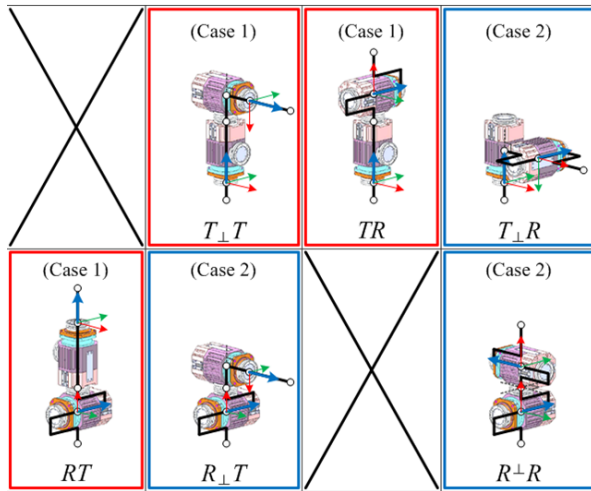 (Case 1) (Case 1) (Case 2)
T⊥T TR T⊥R
(Case 1) (Case 2) (Case 2)
RT R⊥T R⊥R